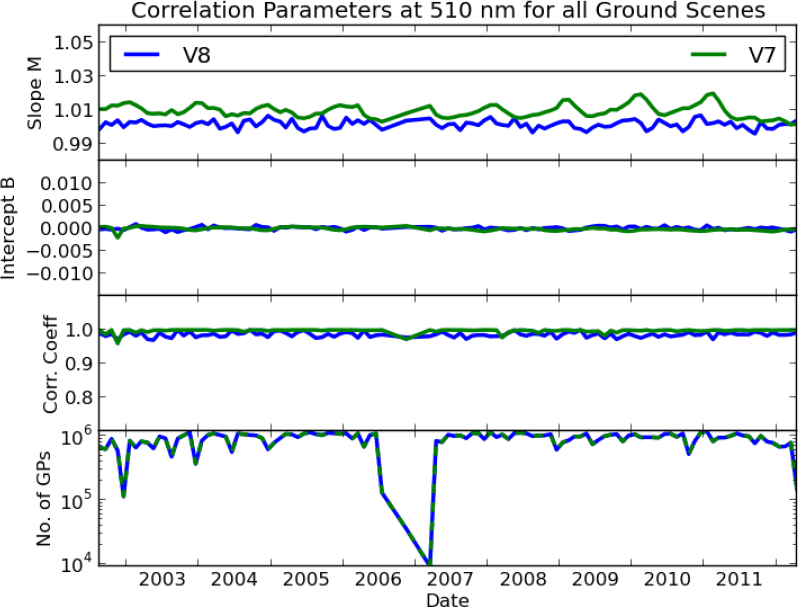 Correlation Parameters at 510 nm for all Ground Scenes
V8
V7
Slope M
1.05
1.03
1.01
0.99
Intercept B
0.010
0.005
0.000
−0.005
−0.010
Corr. Coeff
1.0
0.9
0.8
No. of GPs
10^6
10^5
10^4
2003 2004 2005 2006 2007 2008 2009 2010 2011
Date